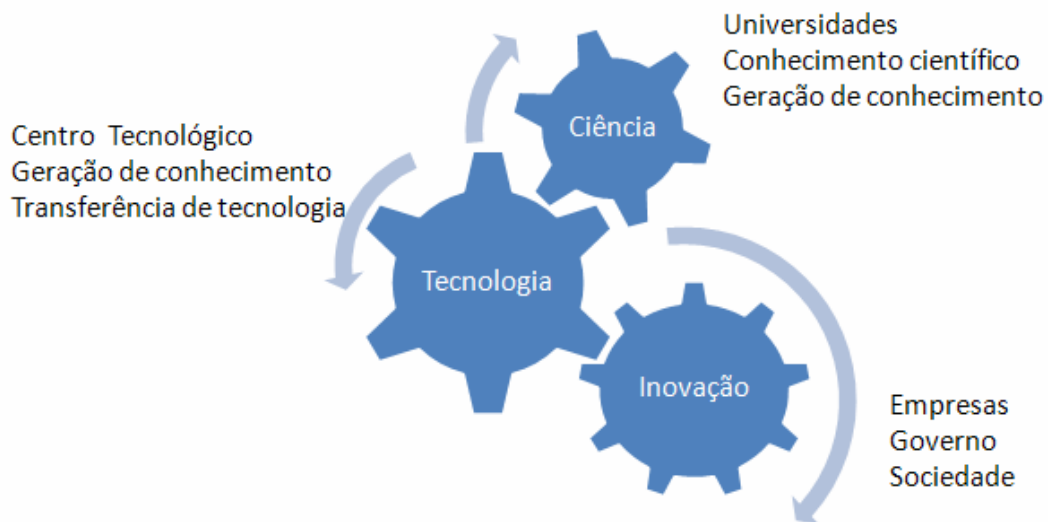 Universidades
Conhecimento científico
Geração de conhecimento
Ciência
Centro Tecnológico
Geração de conhecimento
Transferência de tecnologia
Tecnologia
Inovação
Empresas
Governo
Sociedade